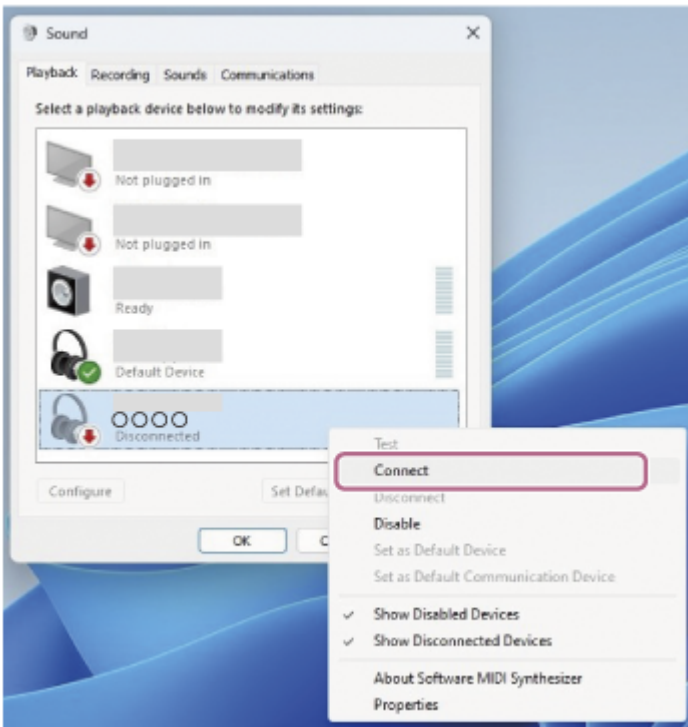 Sound
Playback Recording Sounds Communications
Select a playback device below to modify its settings:
Not plugged in
Not plugged in
Ready
Default Device
○○○○
Disconnected
Configure
Set Defau
OK
C
Test
Connect
Disconnect
Disable
Set as Default Device
Set as Default Communication Device
Show Disabled Devices
Show Disconnected Devices
About Software MIDI Synthesizer
Properties